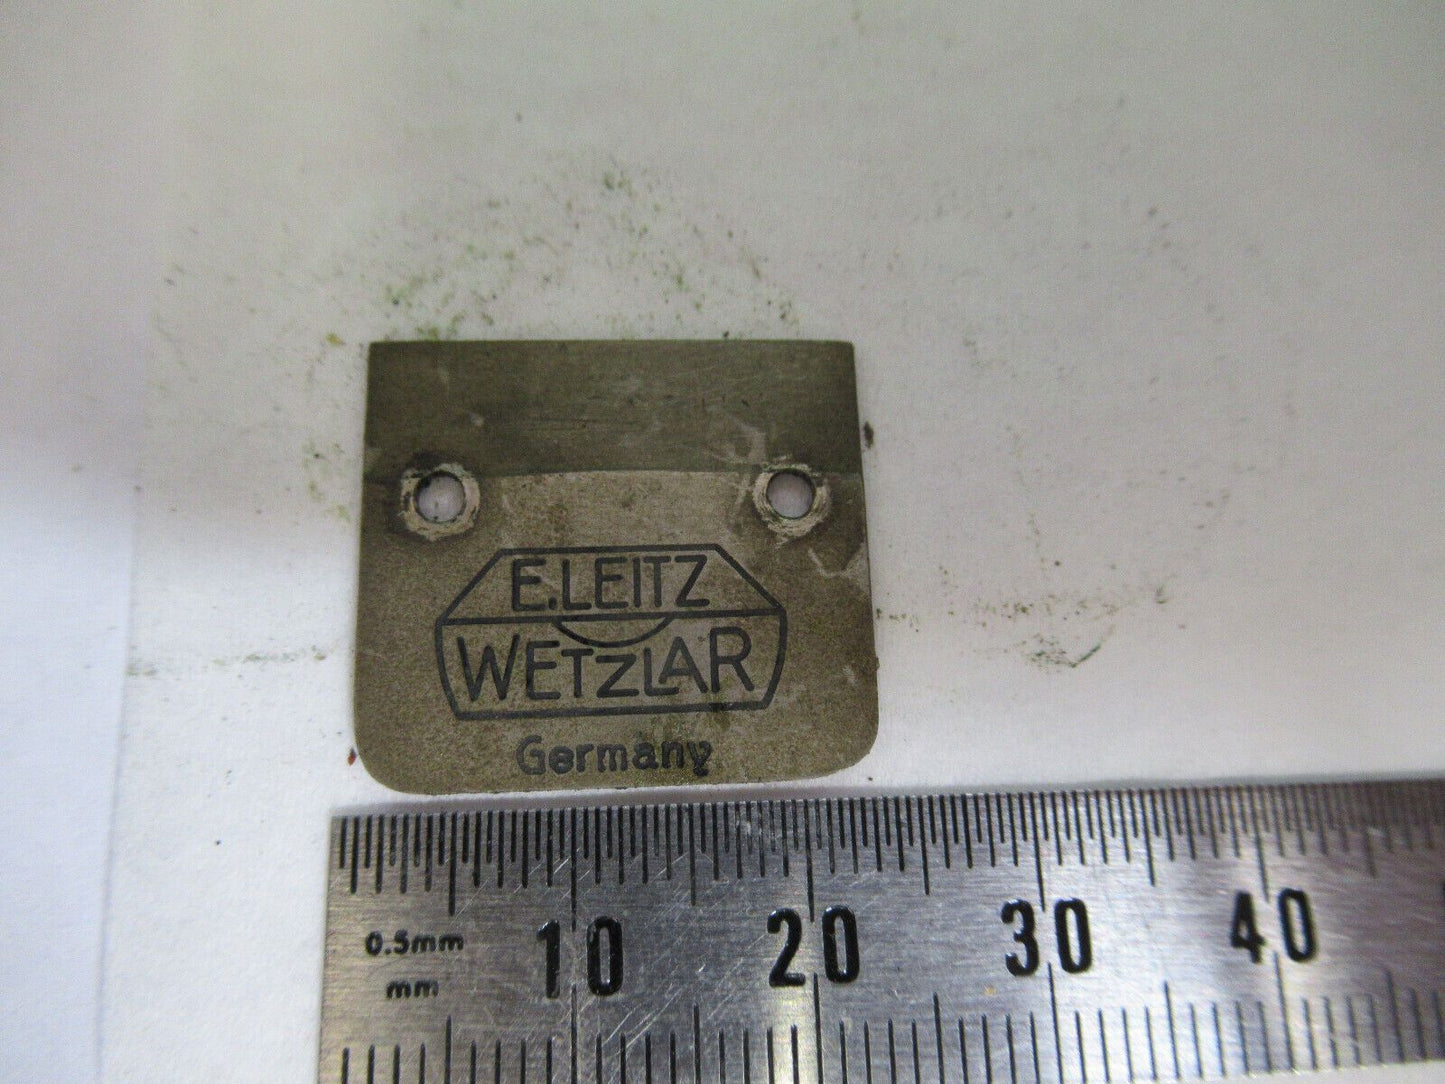 E.LEITZ
WETZLAR
Germany
0.5mm
mm
10 20 30 40